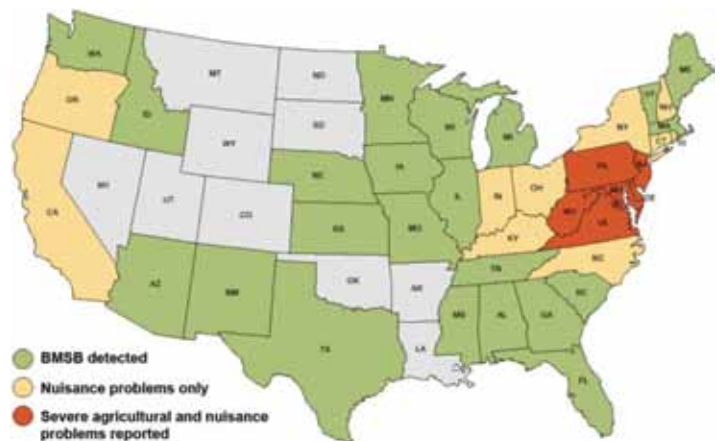 WA
MT
ND
MN
ME
VT
NH
OR
ID
SD
WI
MI
NY
MA
CT
WY
NE
IA
PA
NV
UT
CO
IL
IN
OH
WV
VA
CA
KS
MO
KY
NC
AZ
NM
OK
AR
TN
SC
TX
MS
AL
GA
LA
FL
BMSB detected
Nuisance problems only
Severe agricultural and nuisance
problems reported